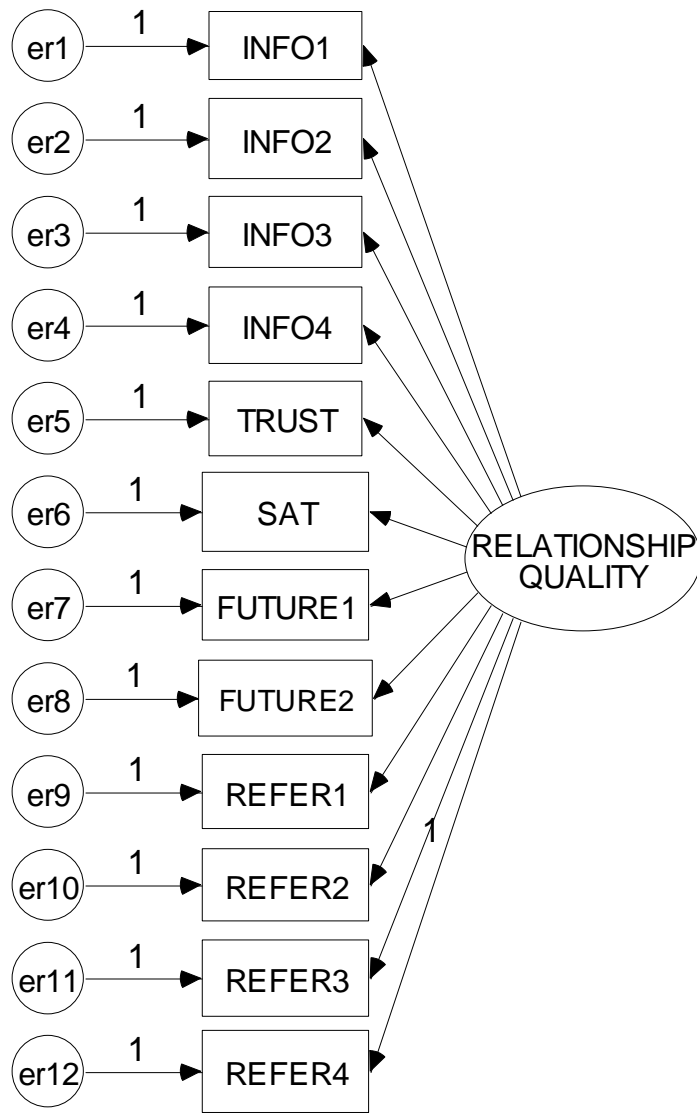 er1 1 INFO1
er2 1 INFO2
er3 1 INFO3
er4 1 INFO4
er5 1 TRUST
er6 1 SAT
RELATIONSHIP
QUALITY
er7 1 FUTURE1
er8 1 FUTURE2
er9 1 REFER1
1
er10 1 REFER2
er11 1 REFER3
er12 1 REFER4